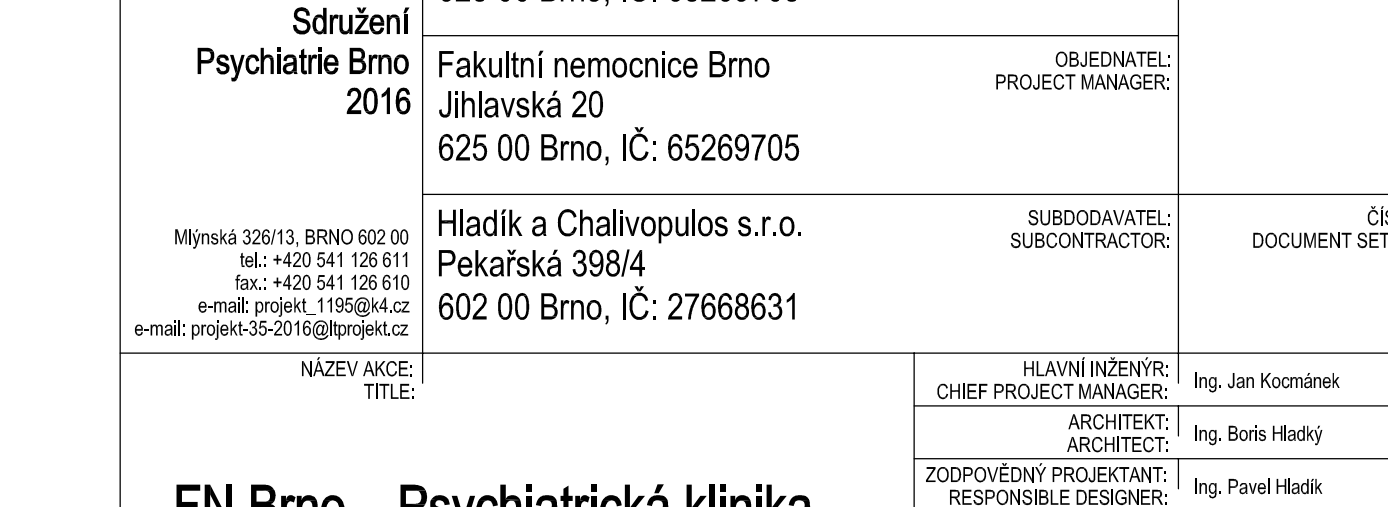 Sdružení
Psychiatrie Brno
2016
Mlýnská 326/13, BRNO 602 00
tel.: +420 541 126 611
fax.: +420 541 126 610
e-mail: projekt_1195@k4.cz
e-mail: projekt-35-2016@ltprojekt.cz
Fakultní nemocnice Brno
Jihlavská 20
625 00 Brno, IČ: 65269705
OBJEDNATEL:
PROJECT MANAGER:
Hladík a Chalivopulos s.r.o.
Pekařská 398/4
602 00 Brno, IČ: 27668631
SUBDODAVATEL:
SUBCONTRACTOR:
DOCUMENT SET
NÁZEV AKCE:
TITLE:
FN Brno – Psychiatrická klinika
HLAVNÍ INŽENÝR:
CHIEF PROJECT MANAGER:
Ing. Jan Kocmánek
ARCHITEKT:
ARCHITECT:
Ing. Boris Hladký
ZODPOVĚDNÝ PROJEKTANT:
RESPONSIBLE DESIGNER:
Ing. Pavel Hladík